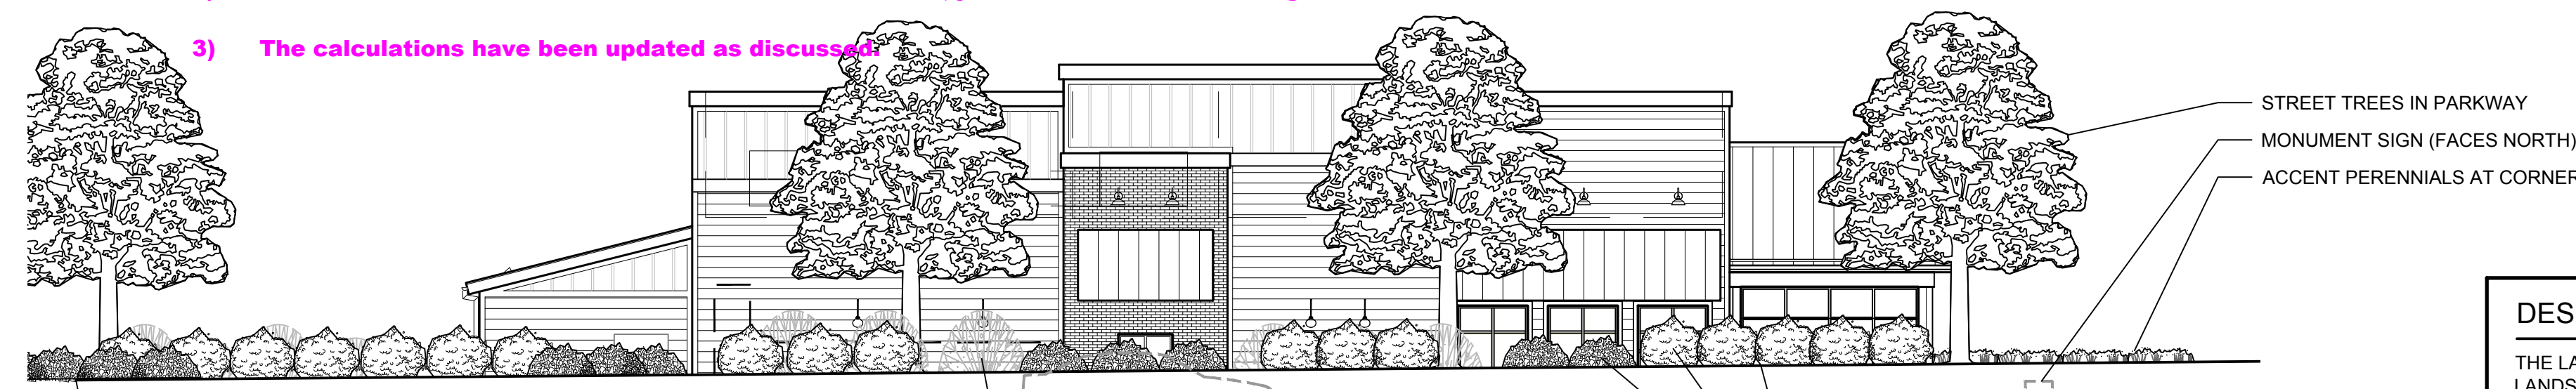 3) The calculations have been updated as discussed.
STREET TREES IN PARKWAY
MONUMENT SIGN (FACES NORTH)
ACCENT PERENNIALS AT CORNER
DES
THE LA
LANDS